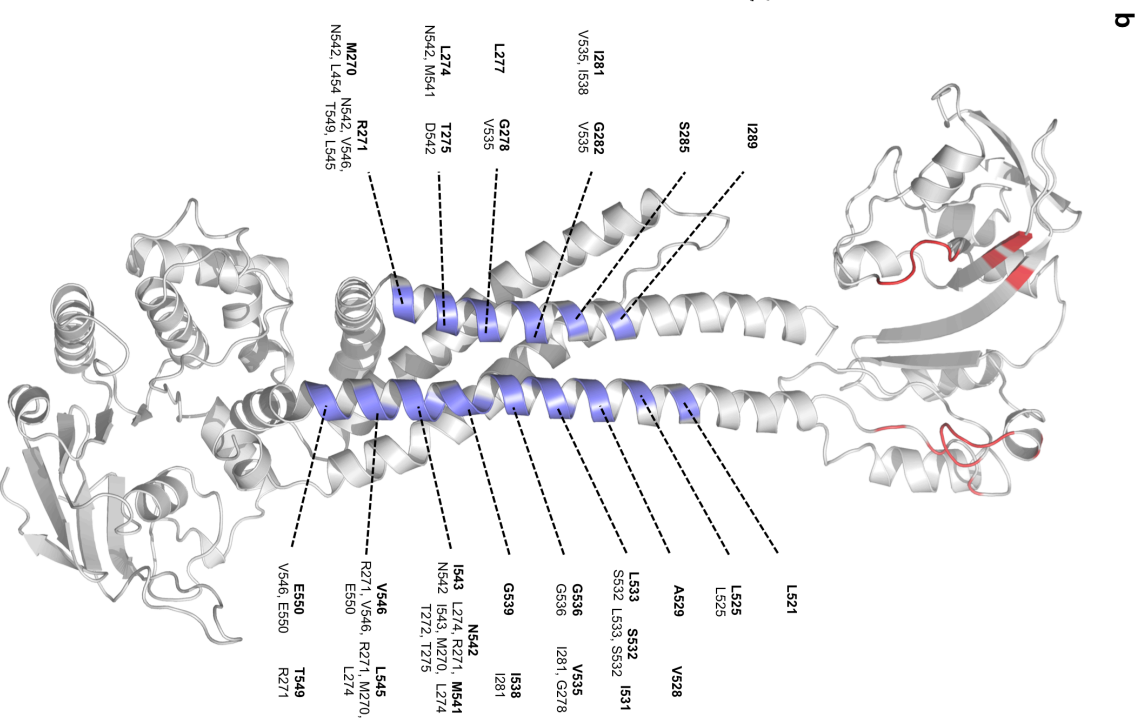 b
I289
S285
I281 G282
V535, I538 V535
L277 G278
V535
L274 T275
N542, M541 D542
R271
M270 N542, V546,
N542, L454 T549, L545
L521
L525
L525
A529 V528
L533 S532 I531
S532 L533, S532
G536 V535
G536 I281, G278
G539 I538
I281
N542
I543 L274, R271, M541
N542 I543, M270, L274
T272, T275
V546 L545
R271, V546, R271, M270,
E550 L274
E550 T549
V546, E550 R271